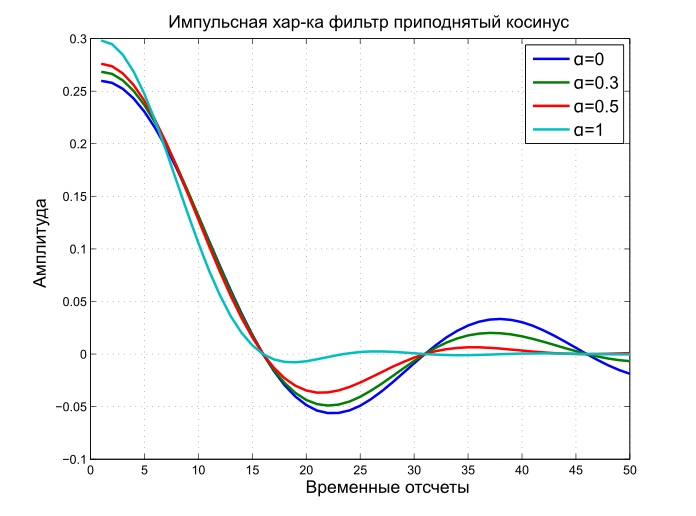 Импульсная хар-ка фильтр приподнятый косинус
0.3
0.25
0.2
0.15
0.1
0.05
0
−0.05
−0.1
Амплитуда
α=0
α=0.3
α=0.5
α=1
0 5 10 15 20 25 30 35 40 45 50
Временные отсчеты